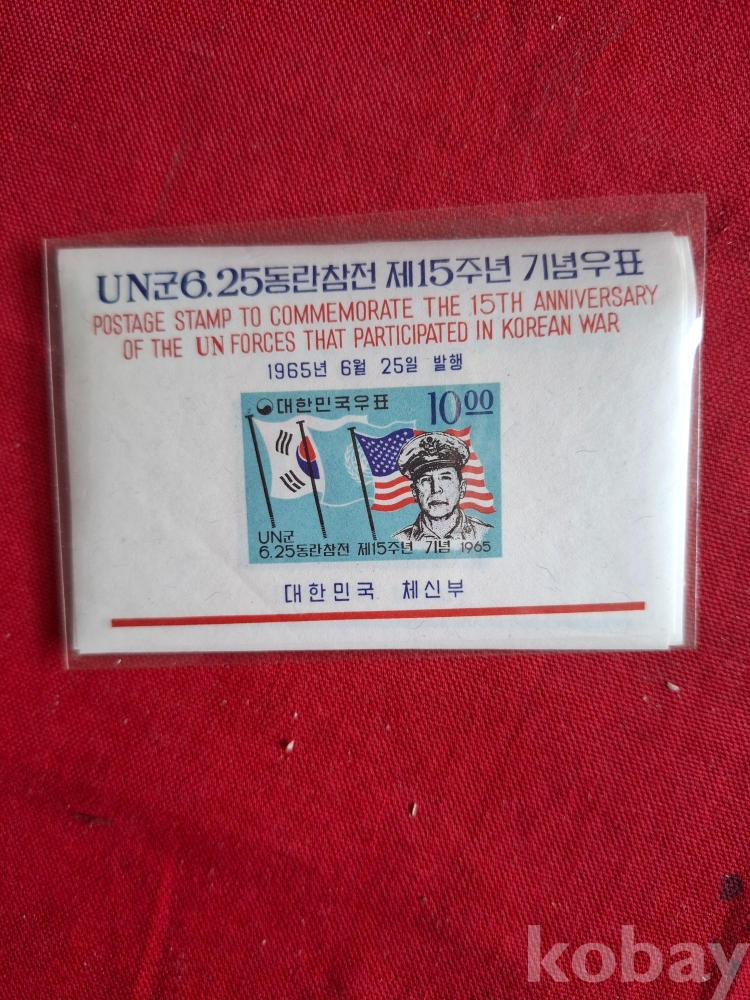 UN군6.25동란참전 제15주년 기념우표
POSTAGE STAMP TO COMMEMORATE THE 15TH ANNIVERSARY
OF THE UN FORCES THAT PARTICIPATED IN KOREAN WAR
1965년 6월 25일 발행
대한민국우표 10.00
UN군
6.25동란참전 제15주년 기념 1965
대한민국 체신부
kobay